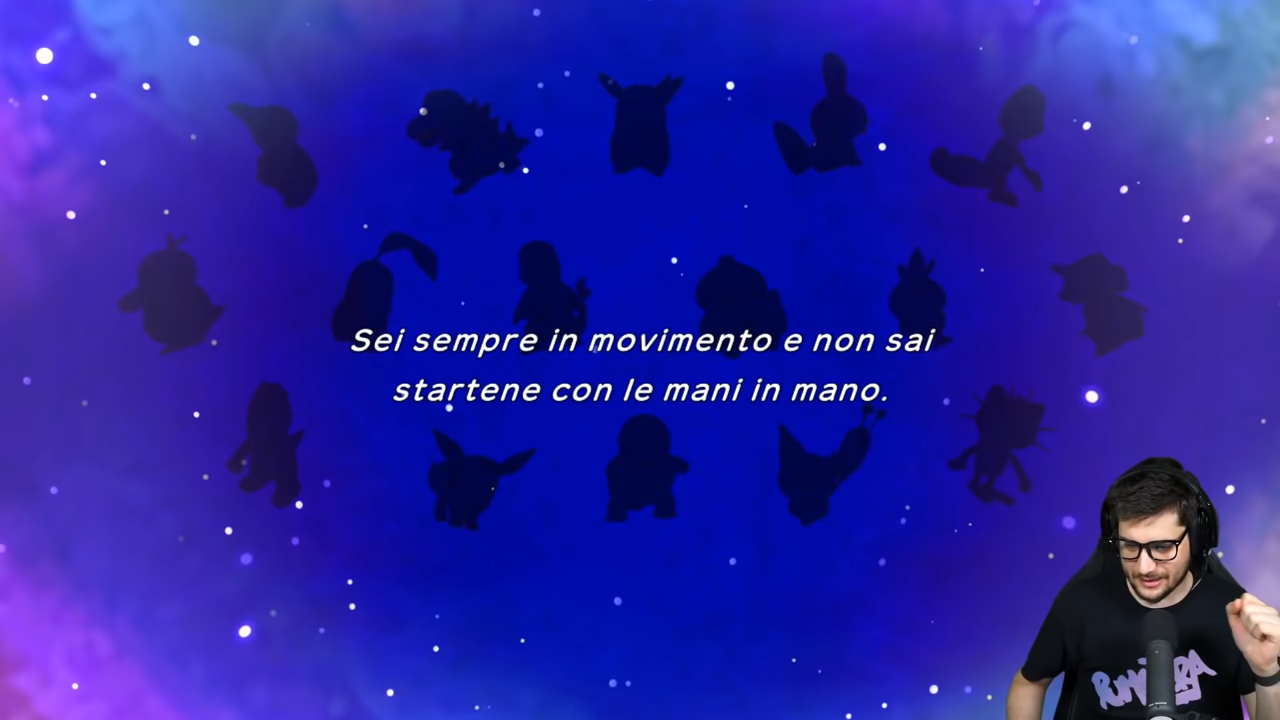 Sei sempre in movimento e non sai
startene con le mani in mano.